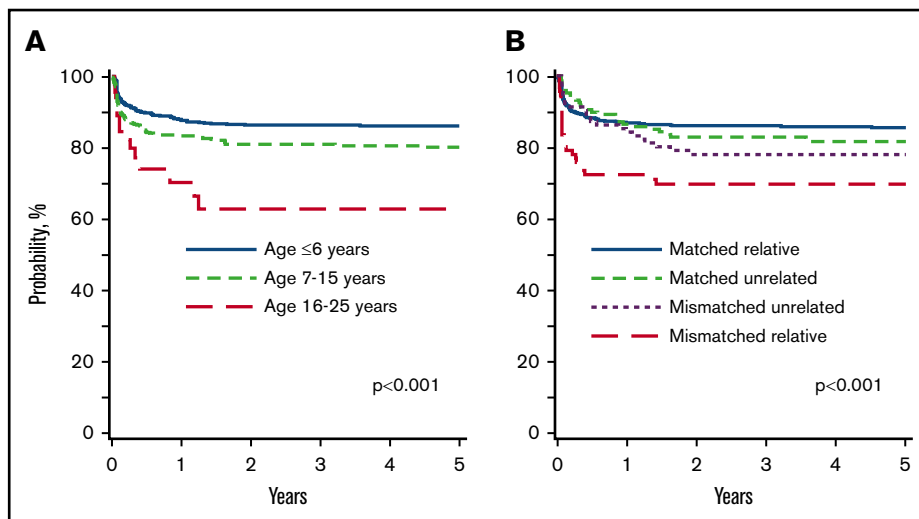 A
Probability, %
100
80
60
40
20
0
Age ≤6 years
Age 7-15 years
Age 16-25 years
p<0.001
0 1 2 3 4 5
Years
B
100
80
60
40
20
0
Matched relative
Matched unrelated
Mismatched unrelated
Mismatched relative
p<0.001
0 1 2 3 4 5
Years